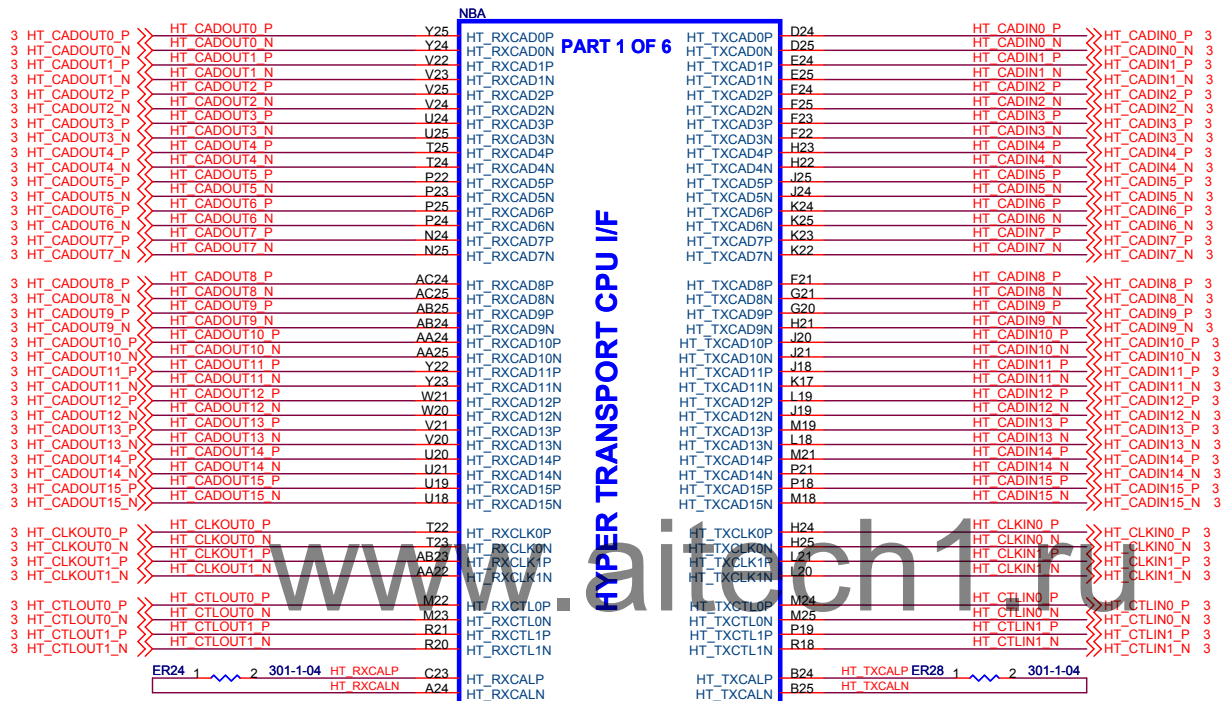 NBA
PART 1 OF 6
HYPER TRANSPORT CPU I/F
3 HT_CADOUT0_P HT_CADOUT0_P Y25 HT_RXCAD0P HT_TXCAD0P D24 HT_CADIN0_P HT_CADIN0_P 3
3 HT_CADOUT0_N HT_CADOUT0_N Y24 HT_RXCAD0N HT_TXCAD0N D25 HT_CADIN0_N HT_CADIN0_N 3
3 HT_CADOUT1_P HT_CADOUT1_P V22 HT_RXCAD1P HT_TXCAD1P E24 HT_CADIN1_P HT_CADIN1_P 3
3 HT_CADOUT1_N HT_CADOUT1_N V23 HT_RXCAD1N HT_TXCAD1N E25 HT_CADIN1_N HT_CADIN1_N 3
3 HT_CADOUT2_P HT_CADOUT2_P V25 HT_RXCAD2P HT_TXCAD2P F24 HT_CADIN2_P HT_CADIN2_P 3
3 HT_CADOUT2_N HT_CADOUT2_N V24 HT_RXCAD2N HT_TXCAD2N F25 HT_CADIN2_N HT_CADIN2_N 3
3 HT_CADOUT3_P HT_CADOUT3_P U24 HT_RXCAD3P HT_TXCAD3P F23 HT_CADIN3_P HT_CADIN3_P 3
3 HT_CADOUT3_N HT_CADOUT3_N U25 HT_RXCAD3N HT_TXCAD3N F22 HT_CADIN3_N HT_CADIN3_N 3
3 HT_CADOUT4_P HT_CADOUT4_P T25 HT_RXCAD4P HT_TXCAD4P H23 HT_CADIN4_P HT_CADIN4_P 3
3 HT_CADOUT4_N HT_CADOUT4_N T24 HT_RXCAD4N HT_TXCAD4N H22 HT_CADIN4_N HT_CADIN4_N 3
3 HT_CADOUT5_P HT_CADOUT5_P P22 HT_RXCAD5P HT_TXCAD5P J25 HT_CADIN5_P HT_CADIN5_P 3
3 HT_CADOUT5_N HT_CADOUT5_N P23 HT_RXCAD5N HT_TXCAD5N J24 HT_CADIN5_N HT_CADIN5_N 3
3 HT_CADOUT6_P HT_CADOUT6_P P25 HT_RXCAD6P HT_TXCAD6P K24 HT_CADIN6_P HT_CADIN6_P 3
3 HT_CADOUT6_N HT_CADOUT6_N P24 HT_RXCAD6N HT_TXCAD6N K25 HT_CADIN6_N HT_CADIN6_N 3
3 HT_CADOUT7_P HT_CADOUT7_P N24 HT_RXCAD7P HT_TXCAD7P K23 HT_CADIN7_P HT_CADIN7_P 3
3 HT_CADOUT7_N HT_CADOUT7_N N25 HT_RXCAD7N HT_TXCAD7N K22 HT_CADIN7_N HT_CADIN7_N 3
3 HT_CADOUT8_P HT_CADOUT8_P AC24 HT_RXCAD8P HT_TXCAD8P F21 HT_CADIN8_P HT_CADIN8_P 3
3 HT_CADOUT8_N HT_CADOUT8_N AC25 HT_RXCAD8N HT_TXCAD8N G21 HT_CADIN8_N HT_CADIN8_N 3
3 HT_CADOUT9_P HT_CADOUT9_P AB25 HT_RXCAD9P HT_TXCAD9P G20 HT_CADIN9_P HT_CADIN9_P 3
3 HT_CADOUT9_N HT_CADOUT9_N AB24 HT_RXCAD9N HT_TXCAD9N H21 HT_CADIN9_N HT_CADIN9_N 3
3 HT_CADOUT10_P HT_CADOUT10_P AA24 HT_RXCAD10P HT_TXCAD10P J20 HT_CADIN10_P HT_CADIN10_P 3
3 HT_CADOUT10_N HT_CADOUT10_N AA25 HT_RXCAD10N HT_TXCAD10N J21 HT_CADIN10_N HT_CADIN10_N 3
3 HT_CADOUT11_P HT_CADOUT11_P Y22 HT_RXCAD11P HT_TXCAD11P J18 HT_CADIN11_P HT_CADIN11_P 3
3 HT_CADOUT11_N HT_CADOUT11_N Y23 HT_RXCAD11N HT_TXCAD11N K17 HT_CADIN11_N HT_CADIN11_N 3
3 HT_CADOUT12_P HT_CADOUT12_P W21 HT_RXCAD12P HT_TXCAD12P L19 HT_CADIN12_P HT_CADIN12_P 3
3 HT_CADOUT12_N HT_CADOUT12_N W20 HT_RXCAD12N HT_TXCAD12N J19 HT_CADIN12_N HT_CADIN12_N 3
3 HT_CADOUT13_P HT_CADOUT13_P V21 HT_RXCAD13P HT_TXCAD13P M19 HT_CADIN13_P HT_CADIN13_P 3
3 HT_CADOUT13_N HT_CADOUT13_N V20 HT_RXCAD13N HT_TXCAD13N L18 HT_CADIN13_N HT_CADIN13_N 3
3 HT_CADOUT14_P HT_CADOUT14_P U20 HT_RXCAD14P HT_TXCAD14P M21 HT_CADIN14_P HT_CADIN14_P 3
3 HT_CADOUT14_N HT_CADOUT14_N U21 HT_RXCAD14N HT_TXCAD14N P21 HT_CADIN14_N HT_CADIN14_N 3
3 HT_CADOUT15_P HT_CADOUT15_P U19 HT_RXCAD15P HT_TXCAD15P P18 HT_CADIN15_P HT_CADIN15_P 3
3 HT_CADOUT15_N HT_CADOUT15_N U18 HT_RXCAD15N HT_TXCAD15N M18 HT_CADIN15_N HT_CADIN15_N 3
3 HT_CLKOUT0_P HT_CLKOUT0_P T22 HT_RXCLK0P HT_TXCLK0P H24 HT_CLKIN0_P HT_CLKIN0_P 3
3 HT_CLKOUT0_N HT_CLKOUT0_N T23 HT_RXCLK0N HT_TXCLK0N H25 HT_CLKIN0_N HT_CLKIN0_N 3
3 HT_CLKOUT1_P HT_CLKOUT1_P AB23 HT_RXCLK1P HT_TXCLK1P L21 HT_CLKIN1_P HT_CLKIN1_P 3
3 HT_CLKOUT1_N HT_CLKOUT1_N AA22 HT_RXCLK1N HT_TXCLK1N L20 HT_CLKIN1_N HT_CLKIN1_N 3
www.aitech1.ru
3 HT_CTLOUT0_P HT_CTLOUT0_P M22 HT_RXCTL0P HT_TXCTL0P M24 HT_CTLIN0_P HT_CTLIN0_P 3
3 HT_CTLOUT0_N HT_CTLOUT0_N M23 HT_RXCTL0N HT_TXCTL0N M25 HT_CTLIN0_N HT_CTLIN0_N 3
3 HT_CTLOUT1_P HT_CTLOUT1_P R21 HT_RXCTL1P HT_TXCTL1P P19 HT_CTLIN1_P HT_CTLIN1_P 3
3 HT_CTLOUT1_N HT_CTLOUT1_N R20 HT_RXCTL1N HT_TXCTL1N R18 HT_CTLIN1_N HT_CTLIN1_N 3
ER24 1 2 301-1-04 HT_RXCALP C23 HT_RXCALP HT_TXCALP B24 HT_TXCALP ER28 1 2 301-1-04
HT_RXCALN A24 HT_RXCALN HT_TXCALN B25 HT_TXCALN